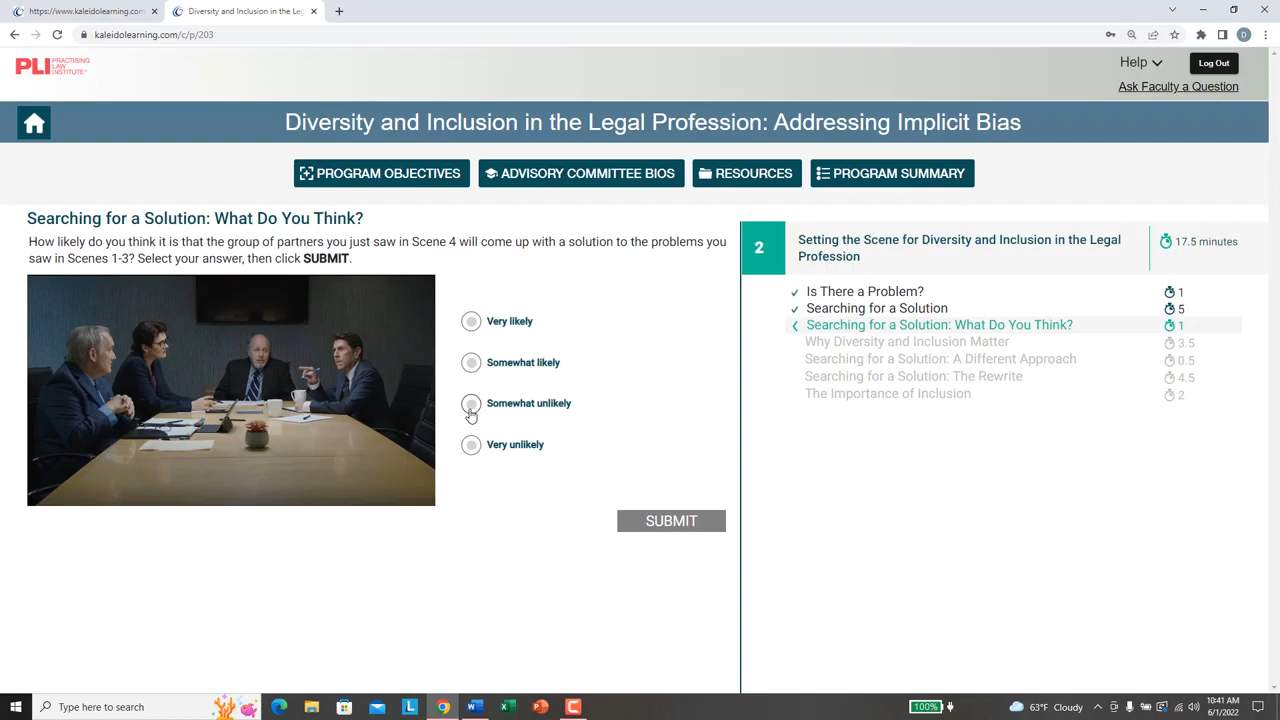 https://www.kaleidolearning.com/c
Diversity and Inclusion in the Leg
kaleidolearning.com/c/p/203
D
PLI PRACTISING LAW INSTITUTE
Help
Log Out
Ask Faculty a Question
Diversity and Inclusion in the Legal Profession: Addressing Implicit Bias
PROGRAM OBJECTIVES
ADVISORY COMMITTEE BIOS
RESOURCES
PROGRAM SUMMARY
Searching for a Solution: What Do You Think?
How likely do you think it is that the group of partners you just saw in Scene 4 will come up with a solution to the problems you
saw in Scenes 1-3? Select your answer, then click SUBMIT.
Very likely
Somewhat likely
Somewhat unlikely
Very unlikely
SUBMIT
2
Setting the Scene for Diversity and Inclusion in the Legal
Profession
17.5 minutes
Is There a Problem? 1
Searching for a Solution 5
Searching for a Solution: What Do You Think? 1
Why Diversity and Inclusion Matter 3.5
Searching for a Solution: A Different Approach 0.5
Searching for a Solution: The Rewrite 4.5
The Importance of Inclusion 2
Type here to search
100%
63°F Cloudy
10:41 AM
6/1/2022